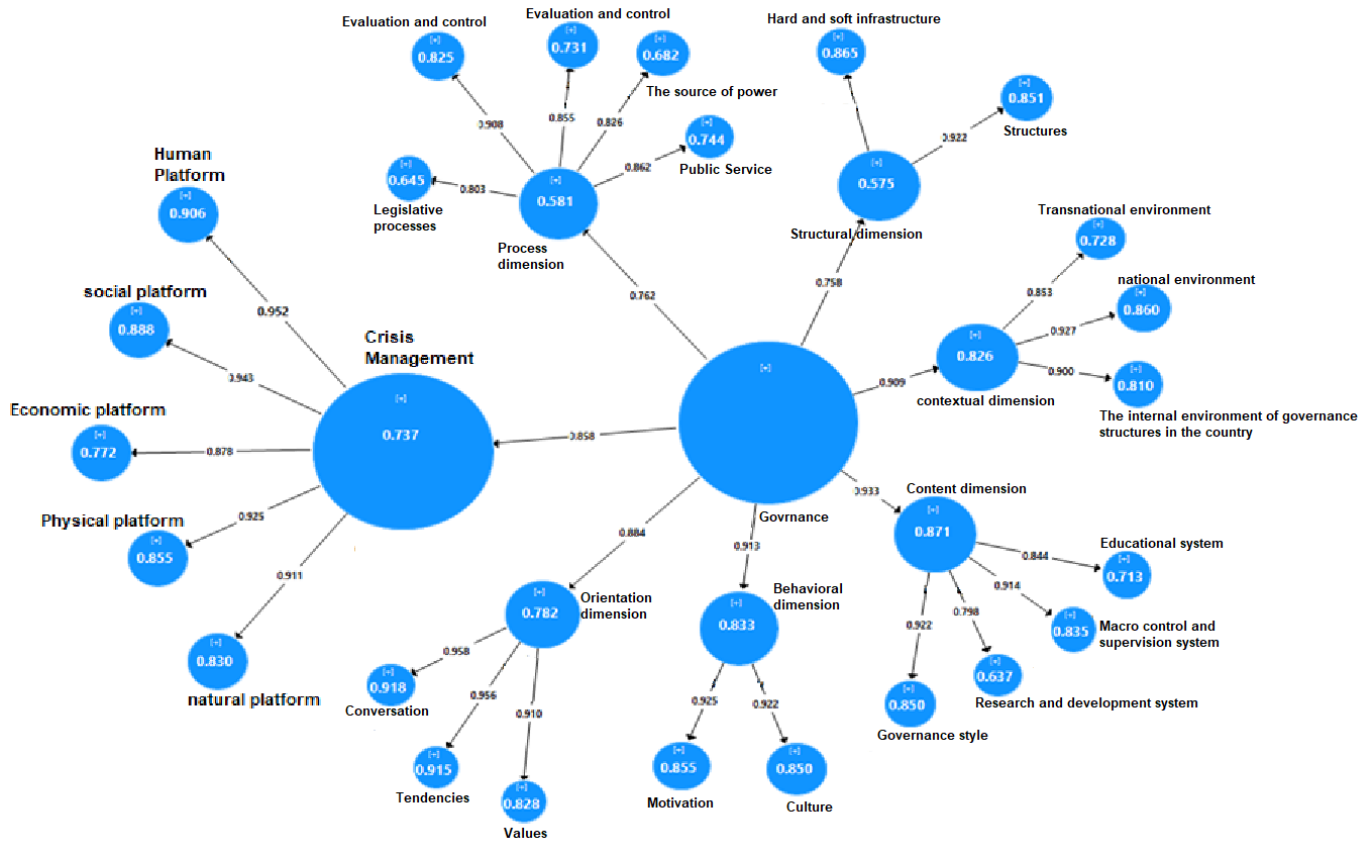 Evaluation and control
[+]
0.825
Evaluation and control
[+]
0.731
[+]
0.682
The source of power
Hard and soft infrastructure
[+]
0.865
[+]
0.851
Structures
0.908
0.855
0.826
[+]
0.744
Public Service
0.862
[+]
0.645
Legislative
processes
0.803
[+]
0.581
Process
dimension
0.922
[+]
0.575
Structural dimension
Human
Platform
[+]
0.906
Transnational environment
[+]
0.728
0.853
national environment
[+]
0.860
0.927
social platform
[+]
0.888
0.952
0.762
0.758
[+]
0.826
contextual dimension
0.900
[+]
0.810
The internal environment of governance
structures in the country
0.909
Crisis
Management
[+]
0.737
0.943
Economic platform
[+]
0.772
0.878
0.858
[+]
Govrnance
Physical platform
[+]
0.855
0.925
0.911
[+]
0.830
natural platform
0.884
0.913
0.933
Content dimension
[+]
0.871
0.844
Educational system
[+]
0.713
0.914
[+]
0.835
Macro control and
supervision system
0.798
[+]
0.637
Research and development system
0.922
[+]
0.850
Governance style
Orientation
dimension
[+]
0.782
Behavioral
dimension
[+]
0.833
0.958
[+]
0.918
Conversation
0.956
[+]
0.915
Tendencies
0.910
[+]
0.828
Values
0.925
[+]
0.855
Motivation
0.922
[+]
0.850
Culture